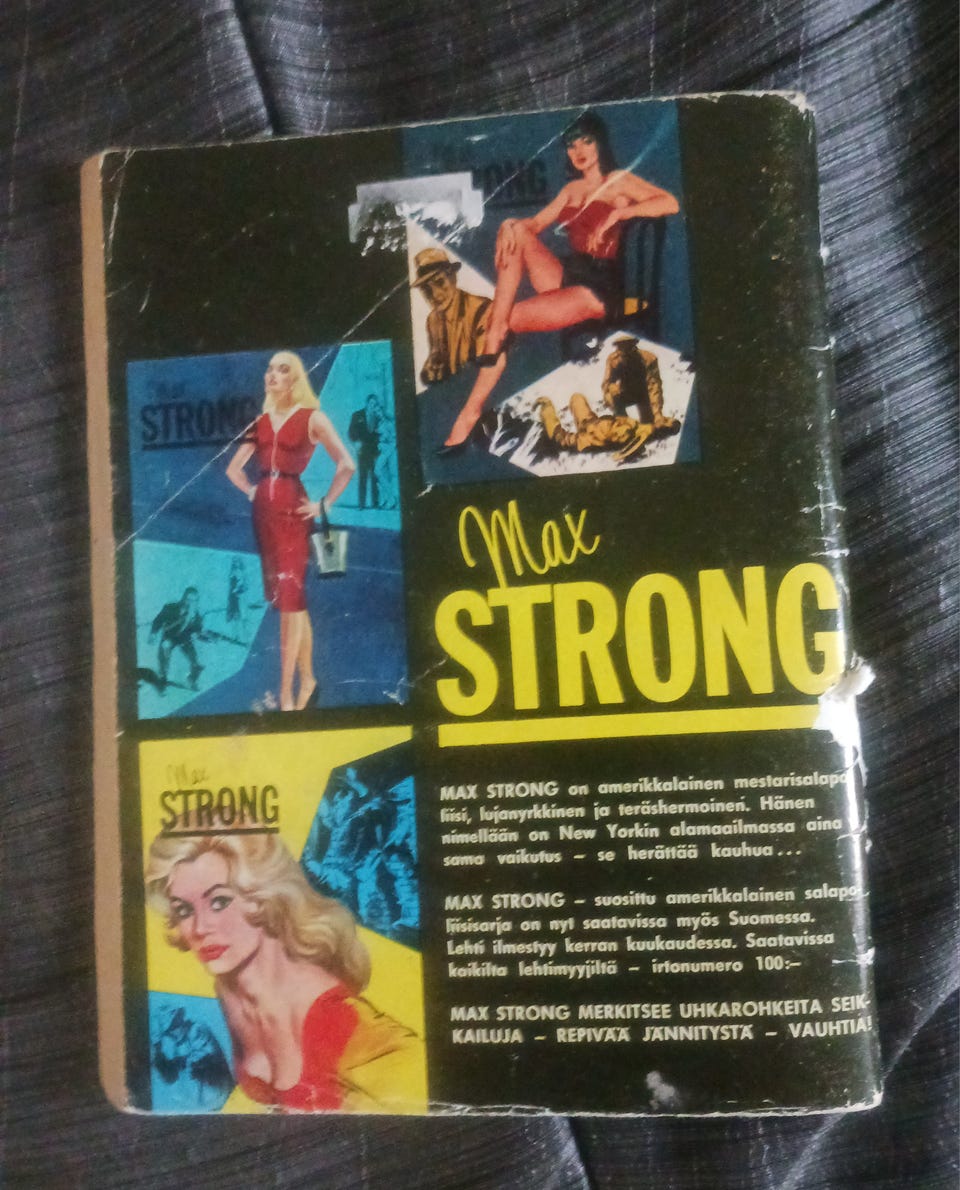 STRONG
Max
STRONG
Max
STRONG
Max
STRONG
MAX STRONG on amerikkalainen mestarisalapo
liisi, lujanyrkkinen ja teräshermoinen. Hänen
nimellään on New Yorkin alamaailmassa aina
sama vaikutus – se herättää kauhua...
MAX STRONG – suosittu amerikkalainen salapo-
liisisarja on nyt saatavissa myös Suomessa.
Lehti ilmestyy kerran kuukaudessa. Saatavissa
kaikilta lehtimyyjiltä – irtonumero 100:–
MAX STRONG MERKITSEE UHKAROHKEITA SEIK-
KAILUJA – REPIVÄÄ JÄNNITYSTÄ – VAUHTIA!